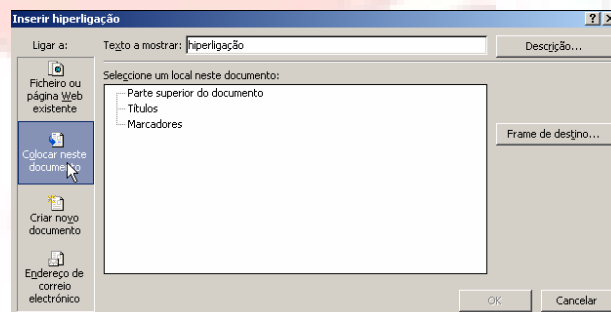 Inserir hiperligação
Ligar a:
Texto a mostrar: hiperligação
Descrição...
Ficheiro ou
página Web
existente
Colocar neste
documento
Criar novo
documento
Endereço de
correio
electrónico
Seleccione um local neste documento:
Parte superior do documento
Títulos
Marcadores
Frame de destino...
OK
Cancelar